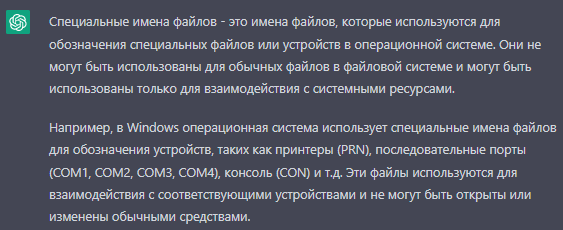 Специальные имена файлов - это имена файлов, которые используются для
обозначения специальных файлов или устройств в операционной системе. Они не
могут быть использованы для обычных файлов в файловой системе и могут быть
использованы только для взаимодействия с системными ресурсами.
Например, в Windows операционная система использует специальные имена файлов
для обозначения устройств, таких как принтеры (PRN), последовательные порты
(COM1, COM2, COM3, COM4), консоль (CON) и т.д. Эти файлы используются для
взаимодействия с соответствующими устройствами и не могут быть открыты или
изменены обычными средствами.